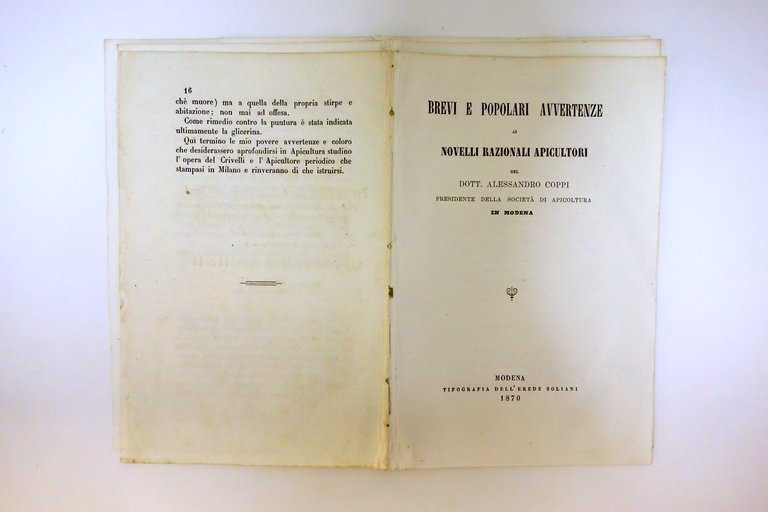 16
chè muore) ma a quella della propria stirpe e
abitazione; non mai ad offesa.
Come rimedio contro la puntura è stata indicata
ultimamente la glicerina.
Quì termino le mio povere avvertenze e coloro
che desiderassero aprofondirsi in Apicultura studino
l'opera del Crivelli e l'Apicultore periodico che
stampasi in Milano e rinveranno di che istruirsi.
BREVI E POPOLARI AVVERTENZE
AI
NOVELLI RAZIONALI APICULTORI
DEL
DOTT. ALESSANDRO COPPI
PRESIDENTE DELLA SOCIETÀ DI APICOLTURA
IN MODENA
MODENA
TIPOGRAFIA DELL'EREDE SOLIANI
1870